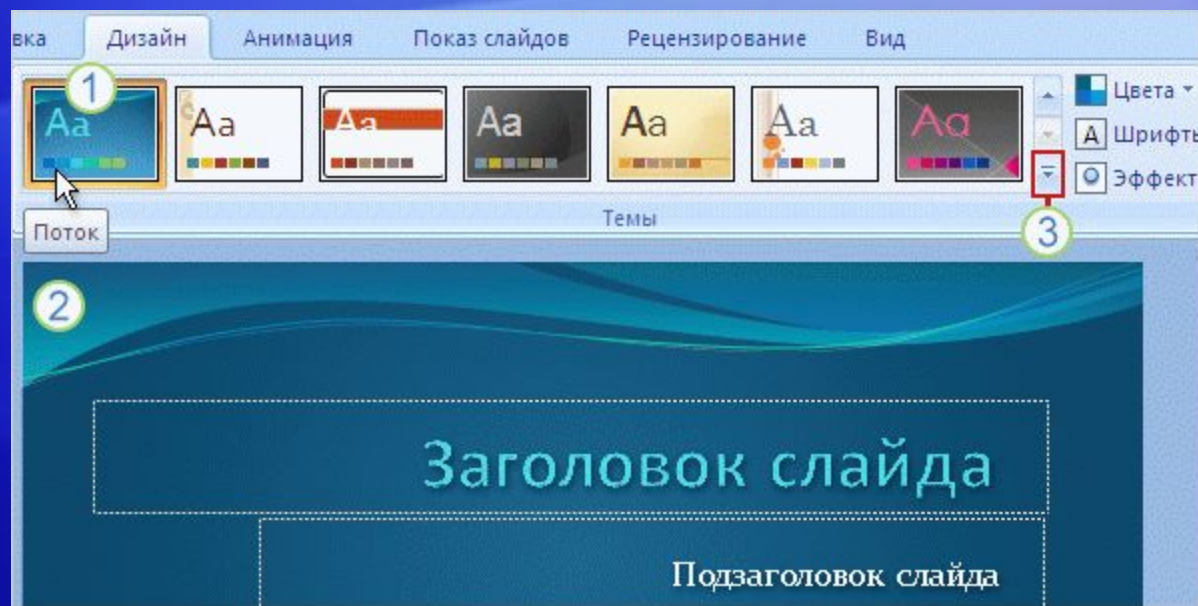 вка Дизайн Анимация Показ слайдов Рецензирование Вид
1
Aa Aa Aa Aa Aa Aa Aa
Цвета
A Шрифты
Эффект
Поток
Темы
3
2
Заголовок слайда
Подзаголовок слайда